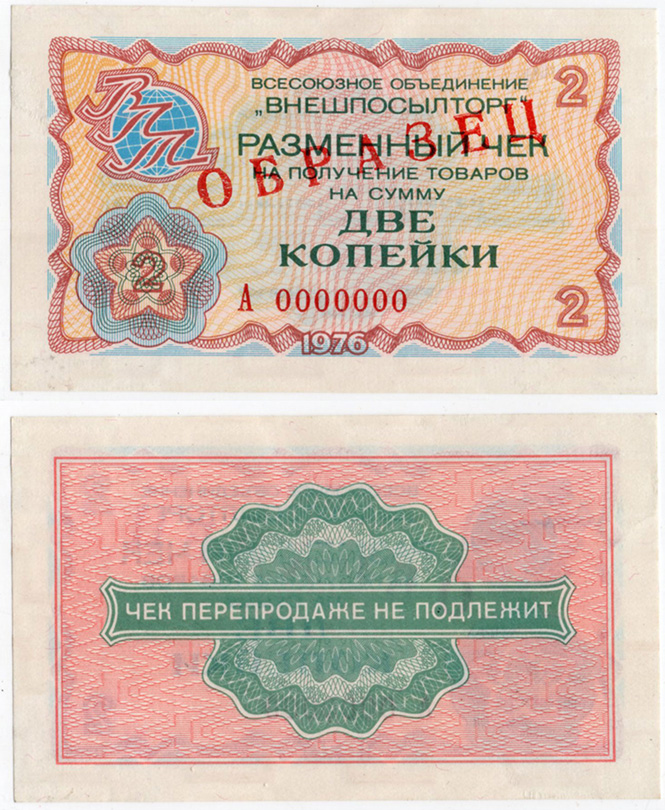 ВПТ
2
ВСЕСОЮЗНОЕ ОБЪЕДИНЕНИЕ
„ВНЕШПОСЫЛТОРГ“
РАЗМЕННЫЙ ЧЕК
НА ПОЛУЧЕНИЕ ТОВАРОВ
НА СУММУ
ДВЕ
КОПЕЙКИ
ОБРАЗЕЦ
2
А 0000000
2
1976
ЧЕК ПЕРЕПРОДАЖЕ НЕ ПОДЛЕЖИТ